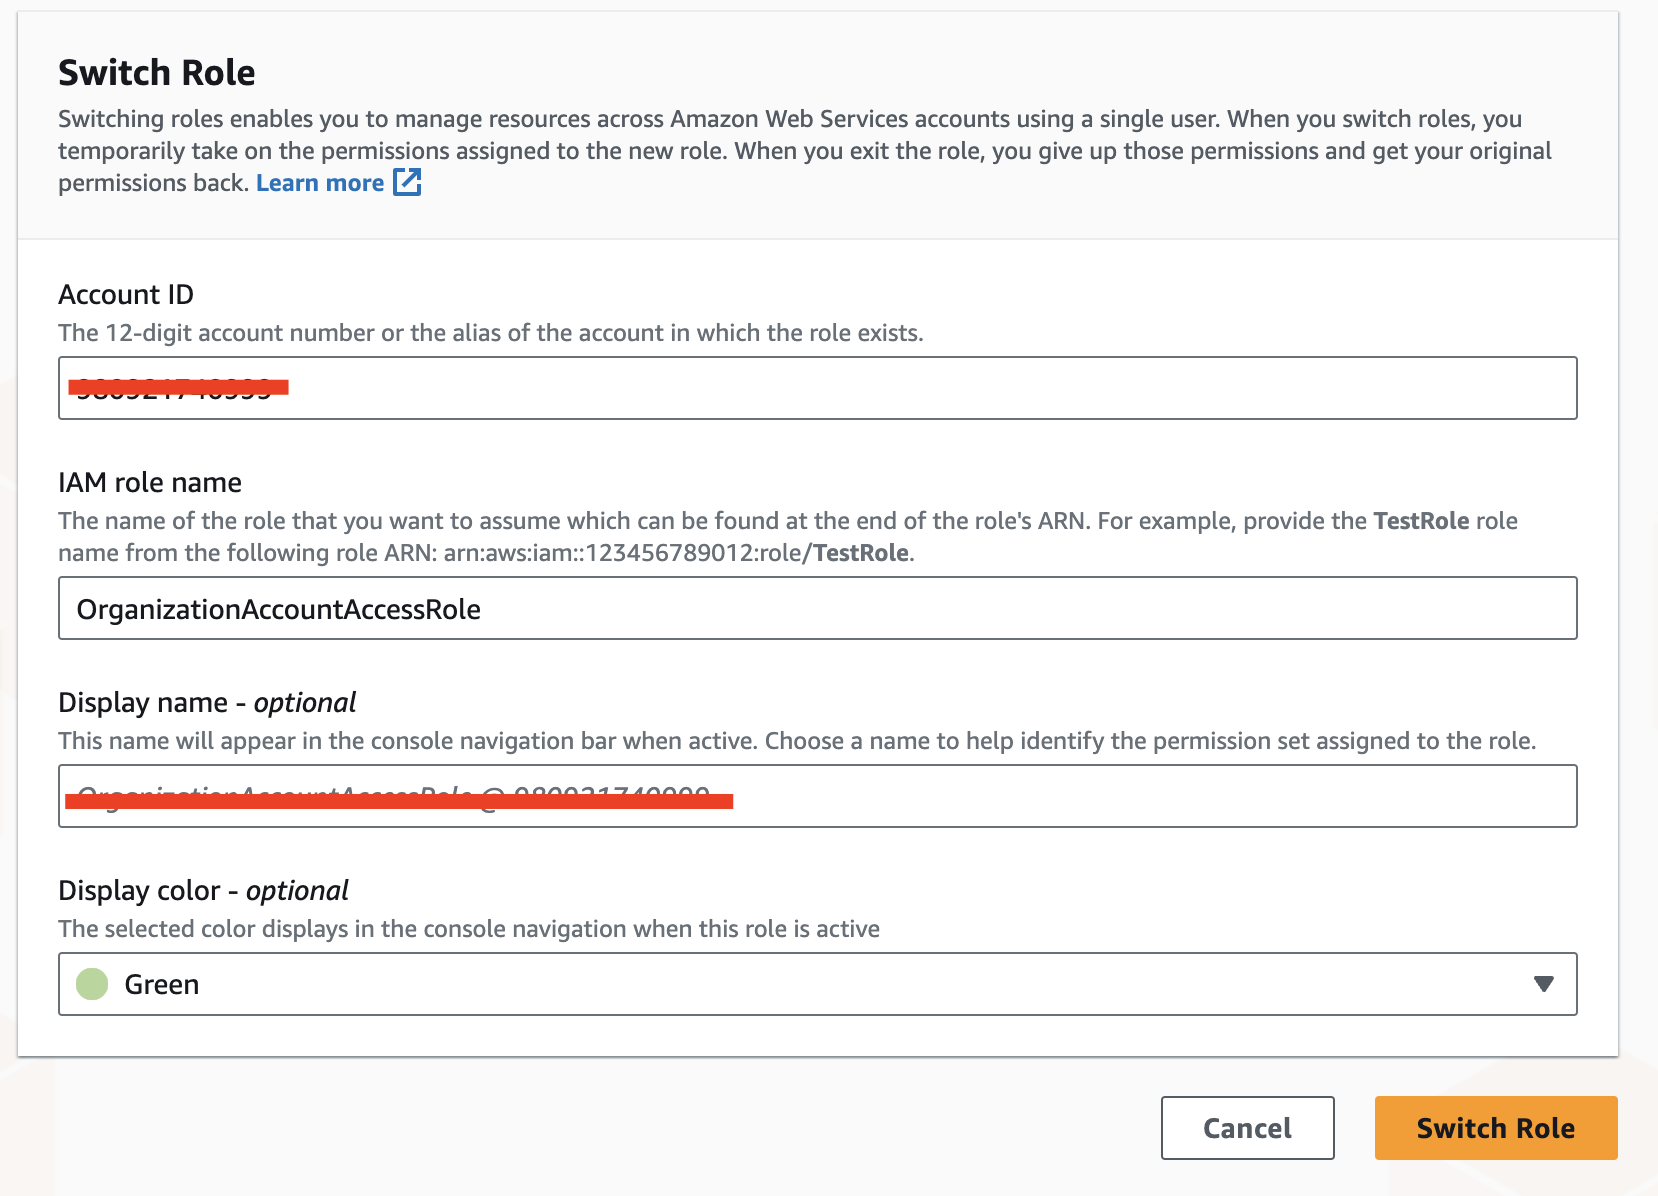 Switch Role
Switching roles enables you to manage resources across Amazon Web Services accounts using a single user. When you switch roles, you
temporarily take on the permissions assigned to the new role. When you exit the role, you give up those permissions and get your original
permissions back. Learn more
Account ID
The 12-digit account number or the alias of the account in which the role exists.
IAM role name
The name of the role that you want to assume which can be found at the end of the role's ARN. For example, provide the TestRole role
name from the following role ARN: arn:aws:iam::123456789012:role/TestRole.
OrganizationAccountAccessRole
Display name - optional
This name will appear in the console navigation bar when active. Choose a name to help identify the permission set assigned to the role.
OrganizationAccountAccessRole @
Display color - optional
The selected color displays in the console navigation when this role is active
Green
Cancel
Switch Role